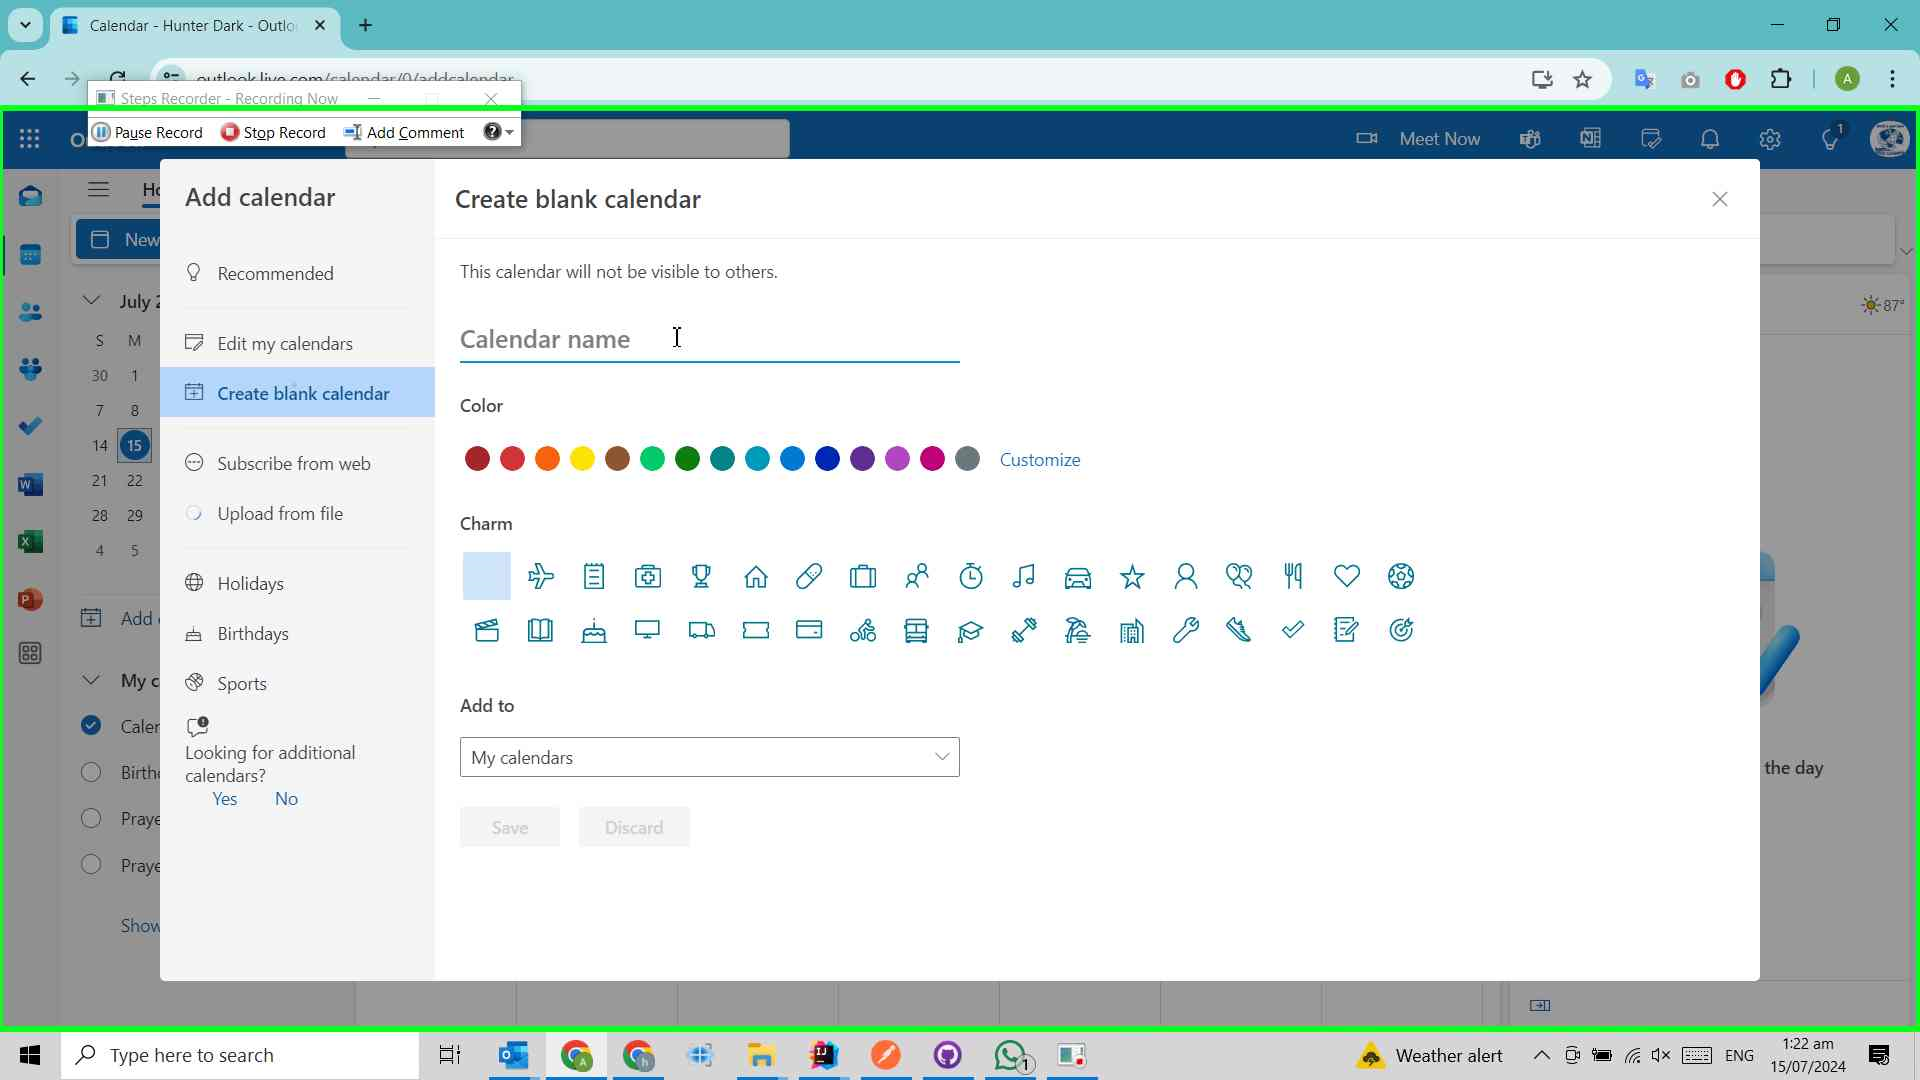 Calendar - Hunter Dark - Outlo
outlook.live.com/calendar/0/addcalendar
Steps Recorder - Recording Now
Pause Record
Stop Record
Add Comment
Meet Now
1
Add calendar
Recommended
Edit my calendars
Create blank calendar
Subscribe from web
Upload from file
Holidays
Birthdays
Sports
Looking for additional
calendars?
Yes No
Create blank calendar
This calendar will not be visible to others.
Calendar name
Color
Customize
Charm
Add to
My calendars
Save Discard
New
July 2
S M
30 1
7 8
14 15
21 22
28 29
4 5
Add
My c
Caler
Birth
Praye
Praye
Show
87°
the day
Type here to search
1
Weather alert
ENG
1:22 am
15/07/2024